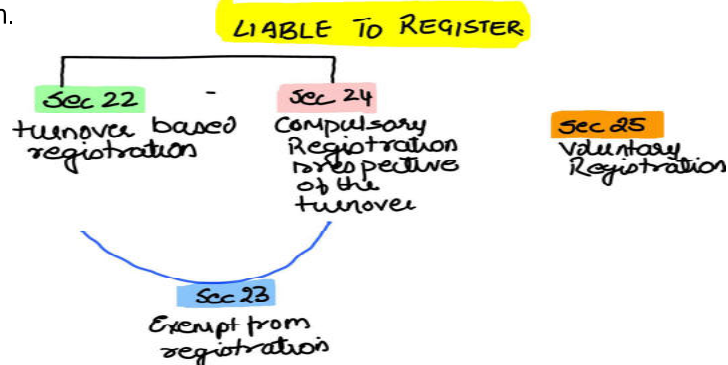 n.
LIABLE TO REGISTER.
Sec 22
turnover based
registration
Sec 24
Compulsory
Registration
irrespective
of the
turnover
Sec 25
Voluntary
Registration
Sec 23
Exempt from
registration